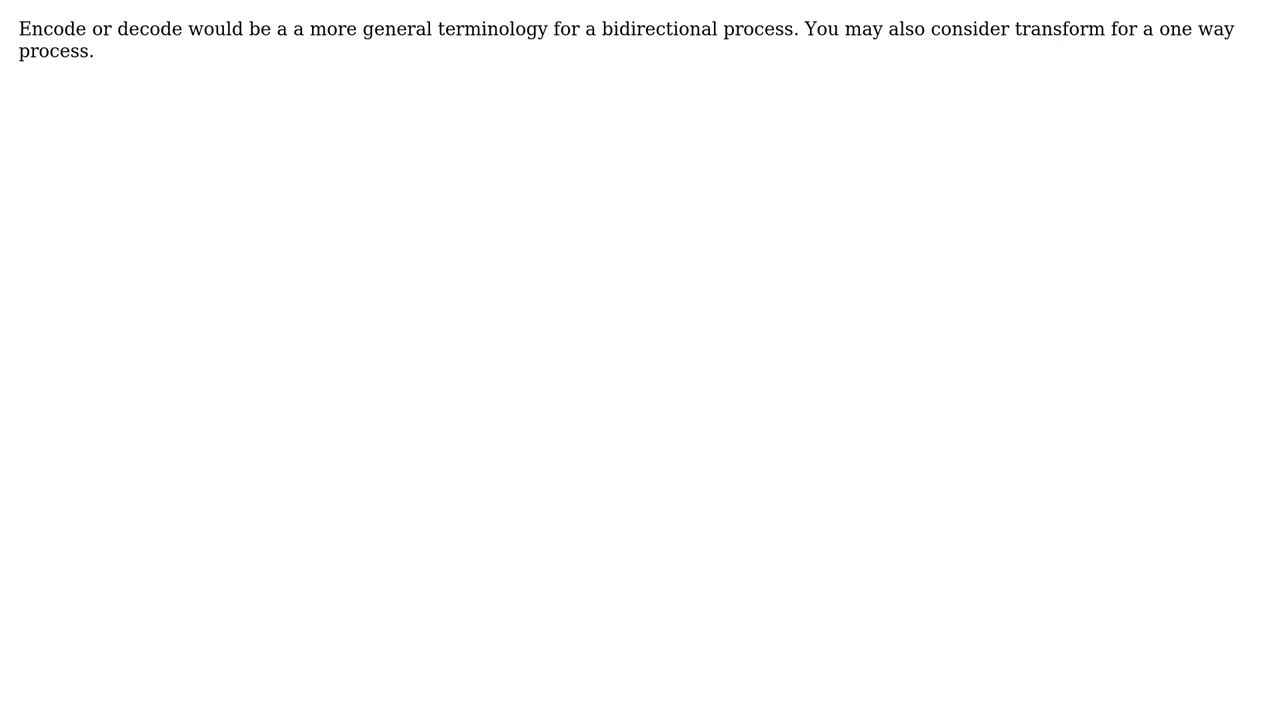 Encode or decode would be a a more general terminology for a bidirectional process. You may also consider transform for a one way
process.